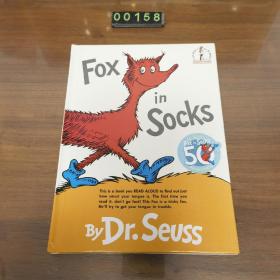 00158
Fox
in
Socks
50
This is a book you READ ALOUD to find out just
how smart your tongue is. The first time you
read it, don't go fast! This Fox is a tricky fox.
He'll try to get your tongue in trouble.
By Dr. Seuss